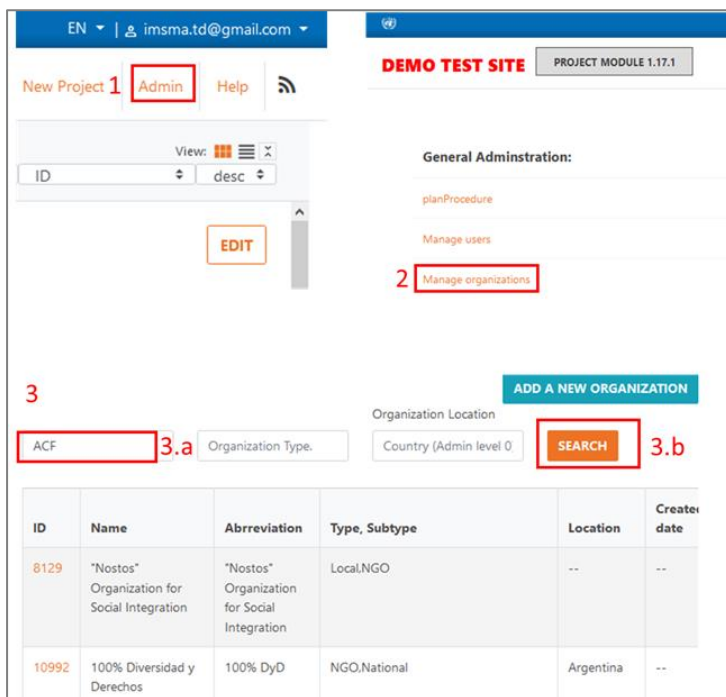 EN | imsma.td@gmail.com
New Project 1 Admin Help
View:
ID desc
EDIT
DEMO TEST SITE PROJECT MODULE 1.17.1
General Adminstration:
planProcedure
Manage users
2 Manage organizations
3
ADD A NEW ORGANIZATION
Organization Location
ACF 3.a Organization Type. Country (Admin level 0 SEARCH 3.b
ID Name Abrreviation Type, Subtype Location Created date
8129 "Nostos" Organization for Social Integration "Nostos" Organization for Social Integration Local,NGO -- --
10992 100% Diversidad y Derechos 100% DyD NGO,National Argentina --